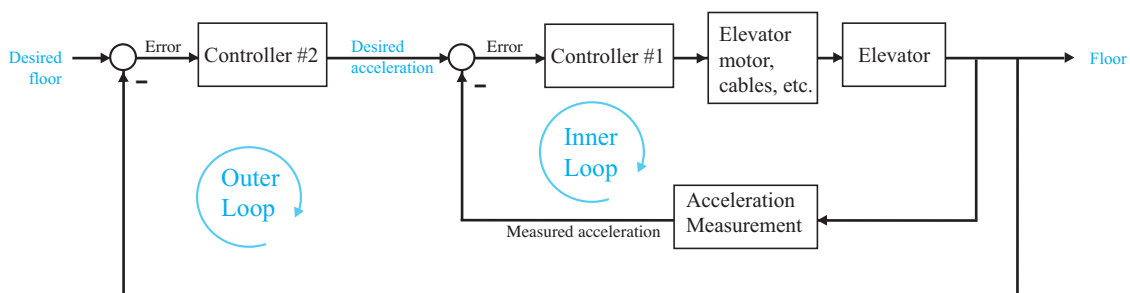 Desired
floor
Error
Controller #2
Desired
acceleration
Error
Controller #1
Elevator
motor,
cables, etc.
Elevator
Floor
-
-
Inner
Loop
Outer
Loop
Acceleration
Measurement
Measured acceleration